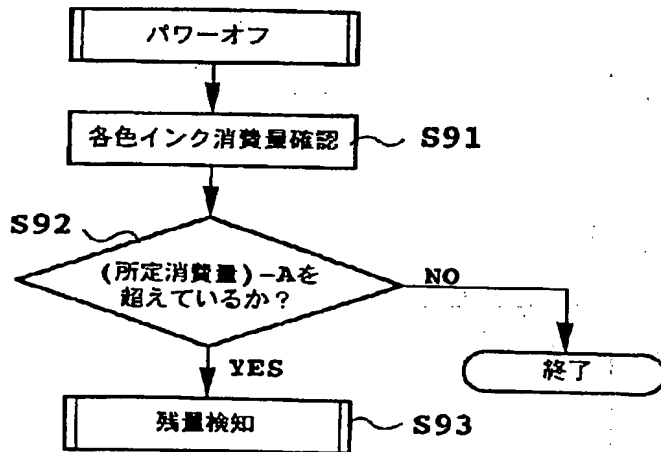 パワーオフ
各色インク消費量確認
S91
S92
(所定消費量)-Aを
超えているか?
NO
YES
終了
残量検知
S93